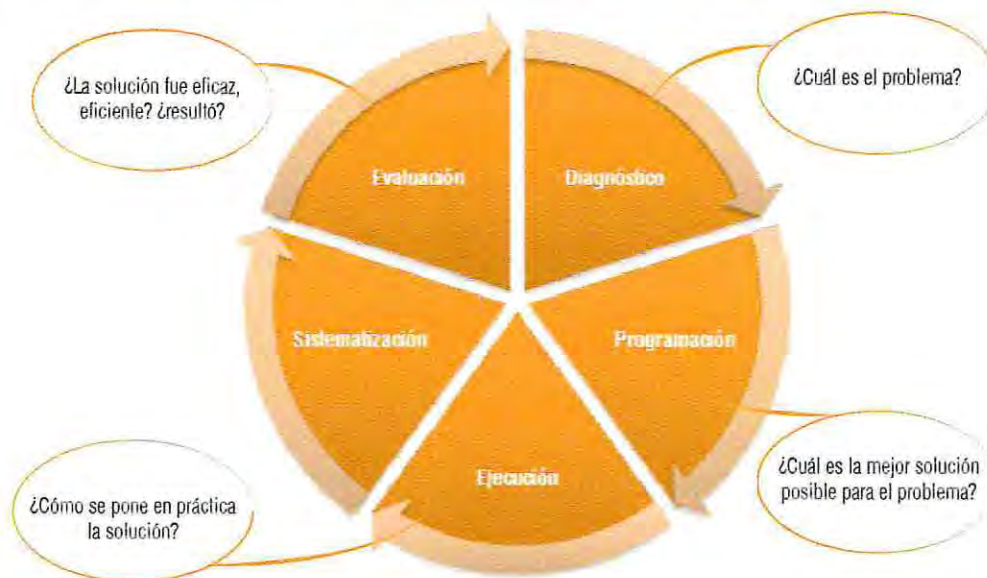 ¿La solución fue eficaz,
eficiente? ¿resultó?
¿Cuál es el problema?
Evaluación
Diagnóstico
Sistematización
Programación
Ejecución
¿Cómo se pone en práctica
la solución?
¿Cuál es la mejor solución
posible para el problema?